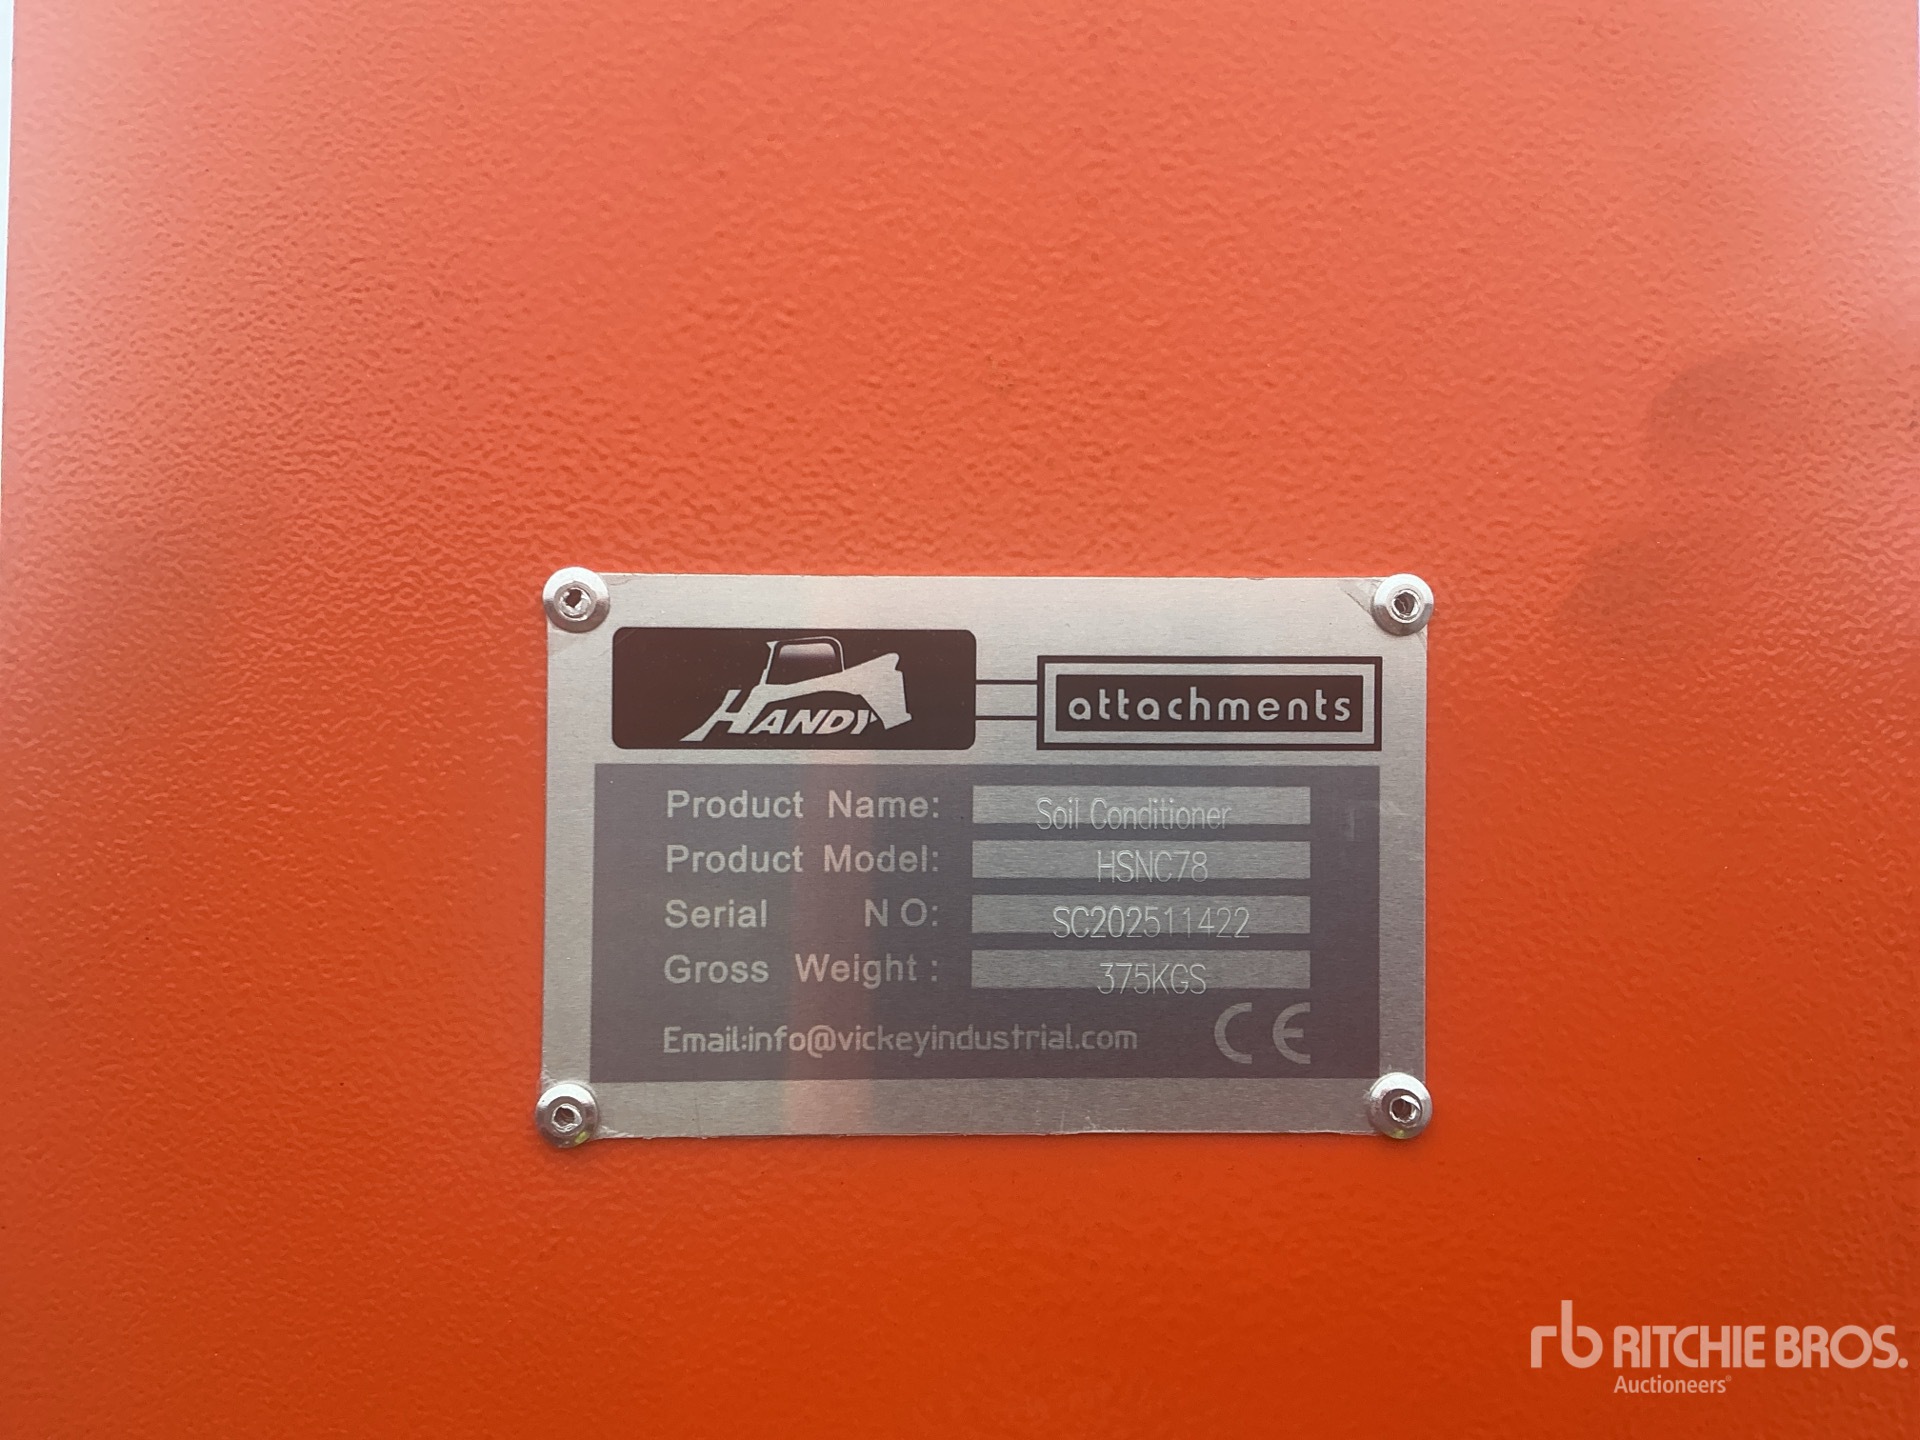 HANDY attachments
Product Name: Soil Conditioner
Product Model: HSNC78
Serial N O: SC202511422
Gross Weight : 375KGS
Email:info@vickeyindustrial.com CE
rb RITCHIE BROS.
Auctioneers